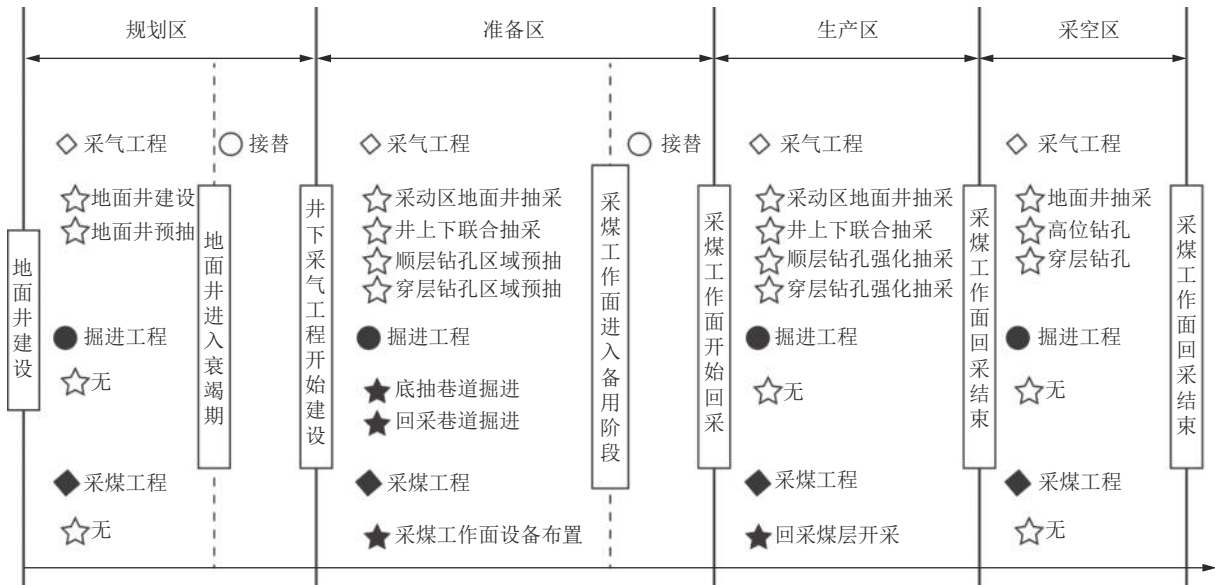 规划区
准备区
生产区
采空区
地面井建设
采气工程
地面井建设
地面井预抽
掘进工程
无
采煤工程
无
地面井进入衰竭期
接替
井下采气工程开始建设
采气工程
采动区地面井抽采
井上下联合抽采
顺层钻孔区域预抽
穿层钻孔区域预抽
掘进工程
底抽巷道掘进
回采巷道掘进
采煤工程
采煤工作面设备布置
采煤工作面进入备用阶段
接替
采煤工作面开始回采
采气工程
采动区地面井抽采
井上下联合抽采
顺层钻孔强化抽采
穿层钻孔强化抽采
掘进工程
无
采煤工程
回采煤层开采
采煤工作面回采结束
采气工程
地面井抽采
高位钻孔
穿层钻孔
掘进工程
无
采煤工程
无
采煤工作面回采结束